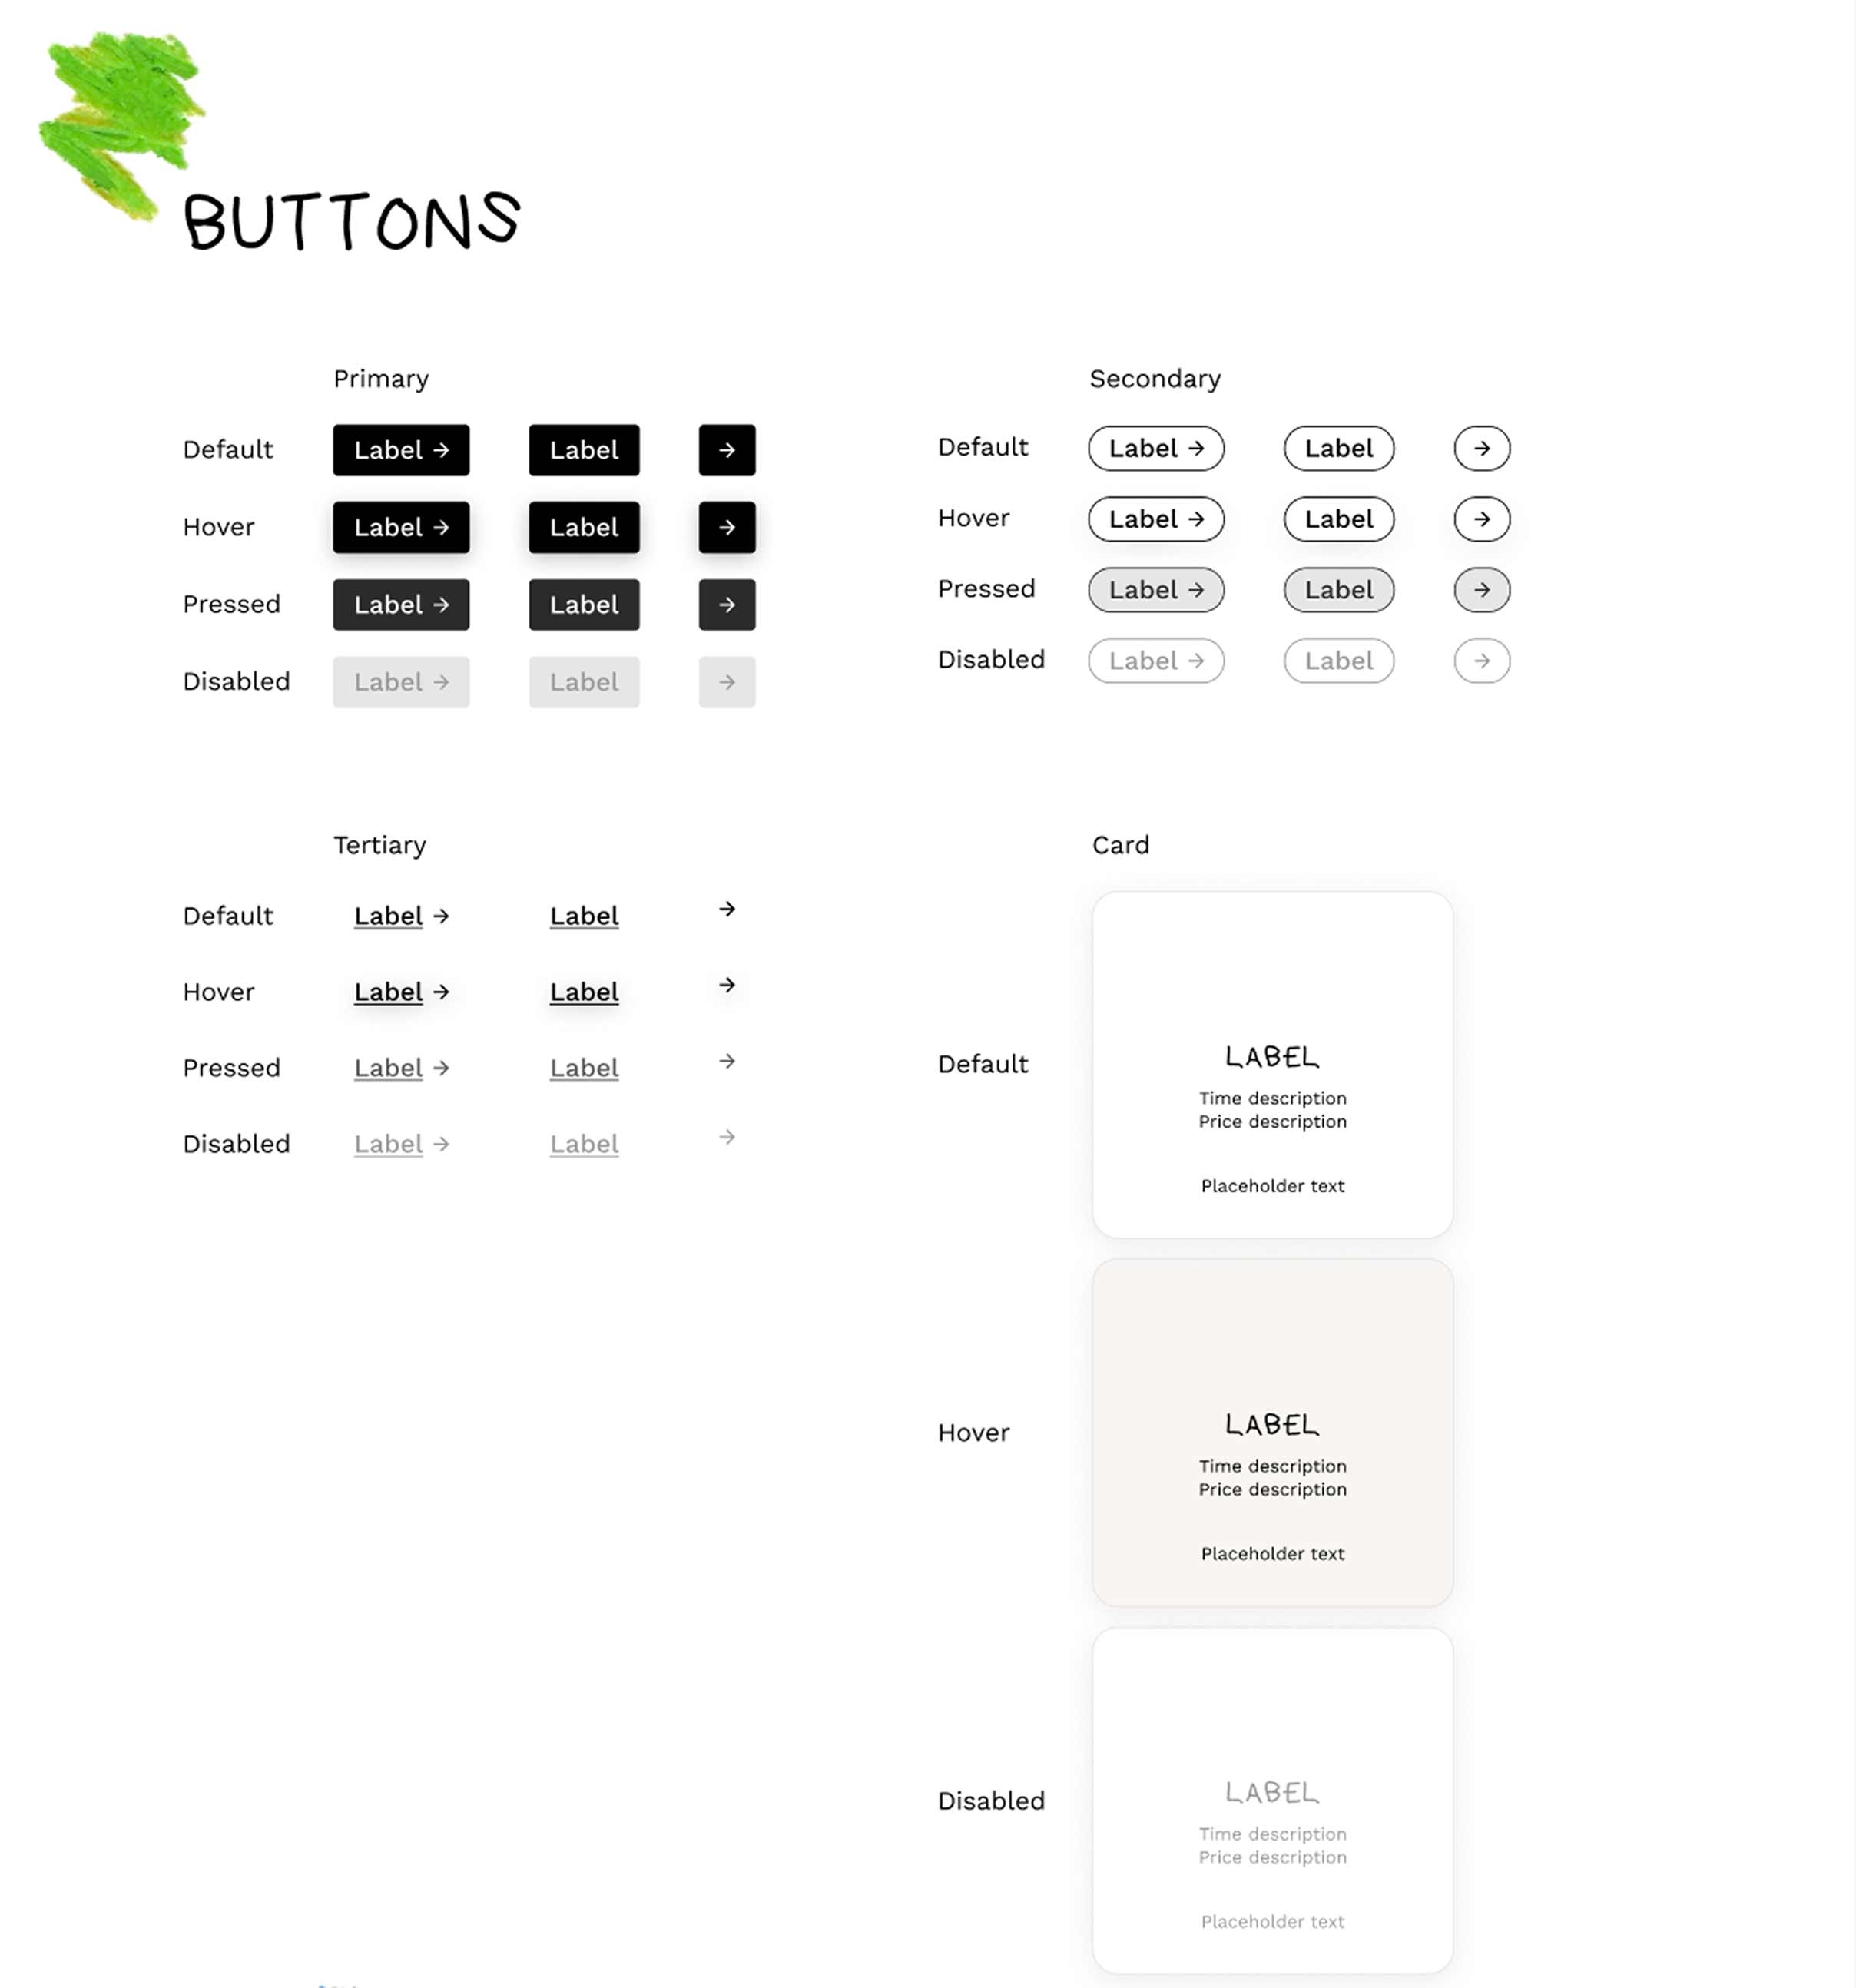 BUTTONS
Primary
Default Label → Label →
Hover Label → Label →
Pressed Label → Label →
Disabled Label → Label →
Secondary
Default Label → Label →
Hover Label → Label →
Pressed Label → Label →
Disabled Label → Label →
Tertiary
Default Label → Label →
Hover Label → Label →
Pressed Label → Label →
Disabled Label → Label →
Card
Default
LABEL
Time description
Price description
Placeholder text
Hover
LABEL
Time description
Price description
Placeholder text
Disabled
LABEL
Time description
Price description
Placeholder text